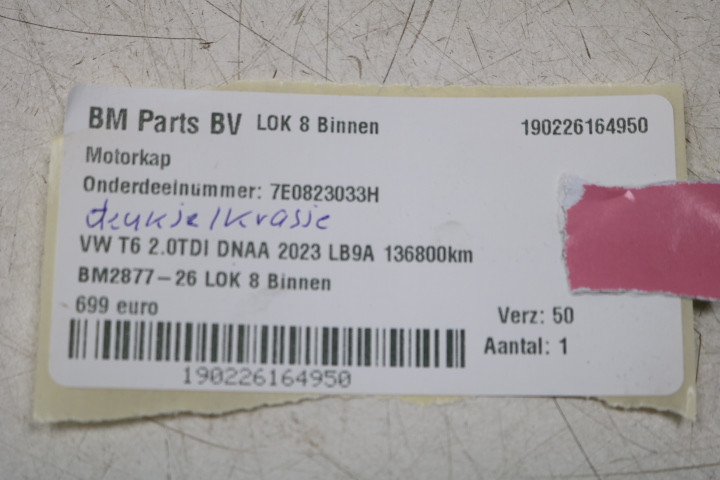 BM Parts BV LOK 8 Binnen 190226164950
Motorkap
Onderdeelnummer: 7E0823033H
deukje/krasje
VW T6 2.0TDI DNAA 2023 LB9A 136800km
BM2877-26 LOK 8 Binnen
699 euro
Verz: 50
Aantal: 1
190226164950